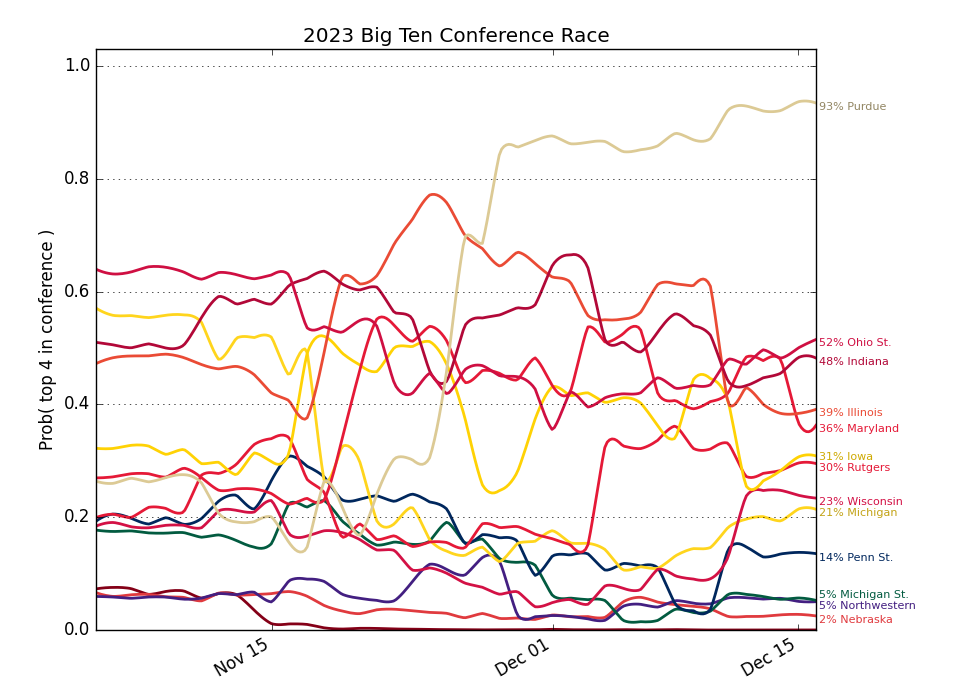 2023 Big Ten Conference Race
Prob( top 4 in conference )
1.0
0.8
0.6
0.4
0.2
0.0
Nov 15
Dec 01
Dec 15
93% Purdue
52% Ohio St.
48% Indiana
39% Illinois
36% Maryland
31% Iowa
30% Rutgers
23% Wisconsin
21% Michigan
14% Penn St.
5% Michigan St.
5% Northwestern
2% Nebraska